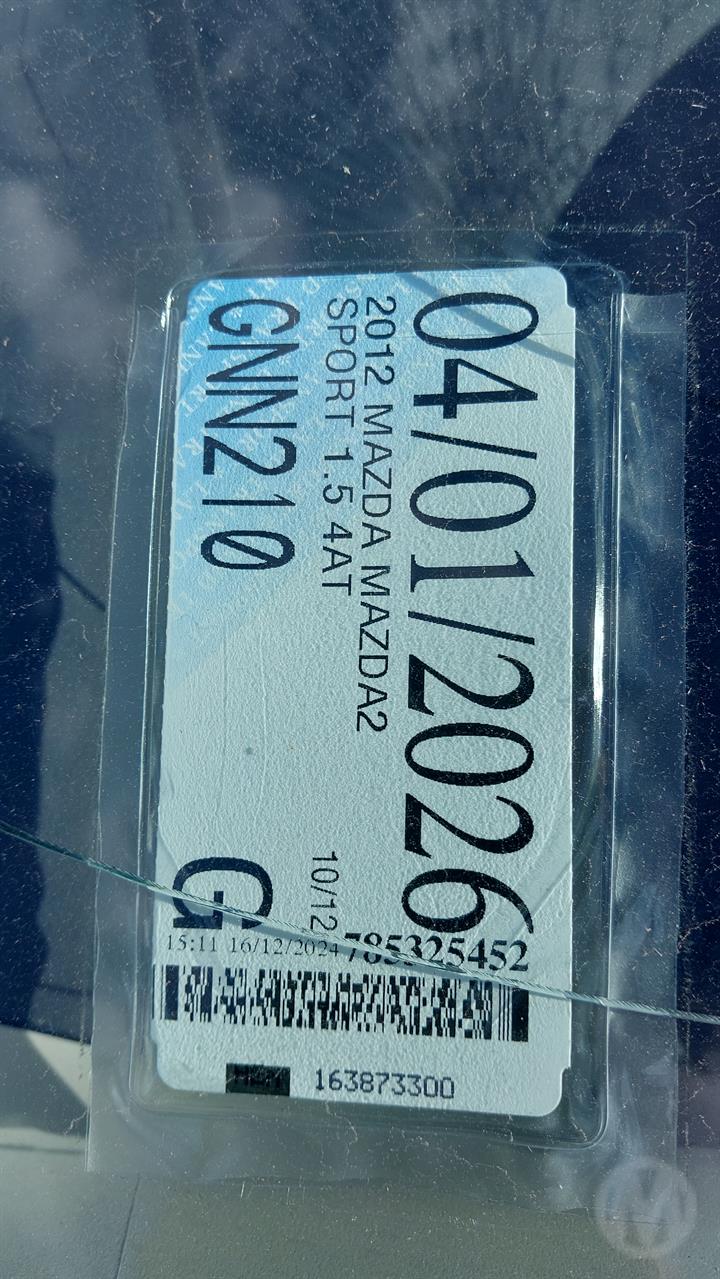 04/01/2026
2012 MAZDA MAZDA2
SPORT 1.5 4AT
10/12
GNN210
G
785325452
15:11 16/12/2024
163873300
M